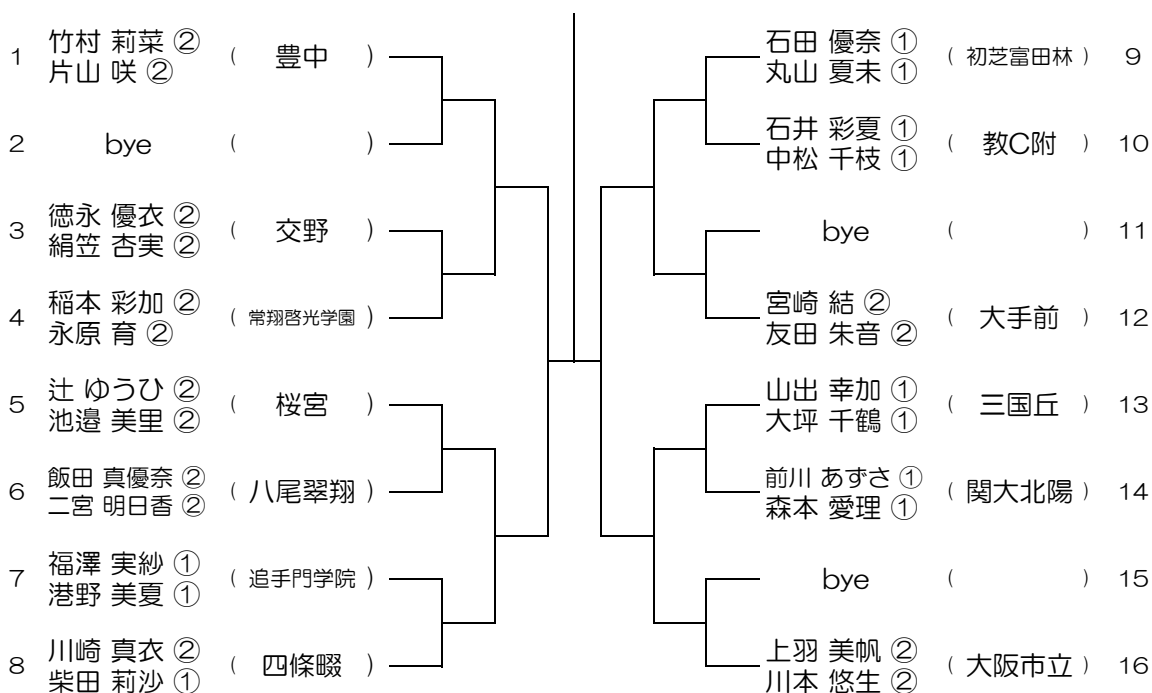 1 竹村 莉菜 ② ( 豊中 )
片山 咲 ②
2 bye ( )
3 徳永 優衣 ② ( 交野 )
絹笠 杏実 ②
4 稲本 彩加 ② ( 常翔啓光学園 )
永原 育 ②
5 辻 ゆうひ ② ( 桜宮 )
池邉 美里 ②
6 飯田 真優奈 ② ( 八尾翠翔 )
二宮 明日香 ②
7 福澤 実紗 ① ( 追手門学院 )
港野 美夏 ①
8 川崎 真衣 ② ( 四條畷 )
柴田 莉沙 ①
石田 優奈 ① ( 初芝富田林 ) 9
丸山 夏未 ①
石井 彩夏 ① ( 教C附 ) 10
中松 千枝 ①
bye ( ) 11
宮崎 結 ② ( 大手前 ) 12
友田 朱音 ②
山出 幸加 ① ( 三国丘 ) 13
大坪 千鶴 ①
前川 あずさ ① ( 関大北陽 ) 14
森本 愛理 ①
bye ( ) 15
上羽 美帆 ② ( 大阪市立 ) 16
川本 悠生 ②